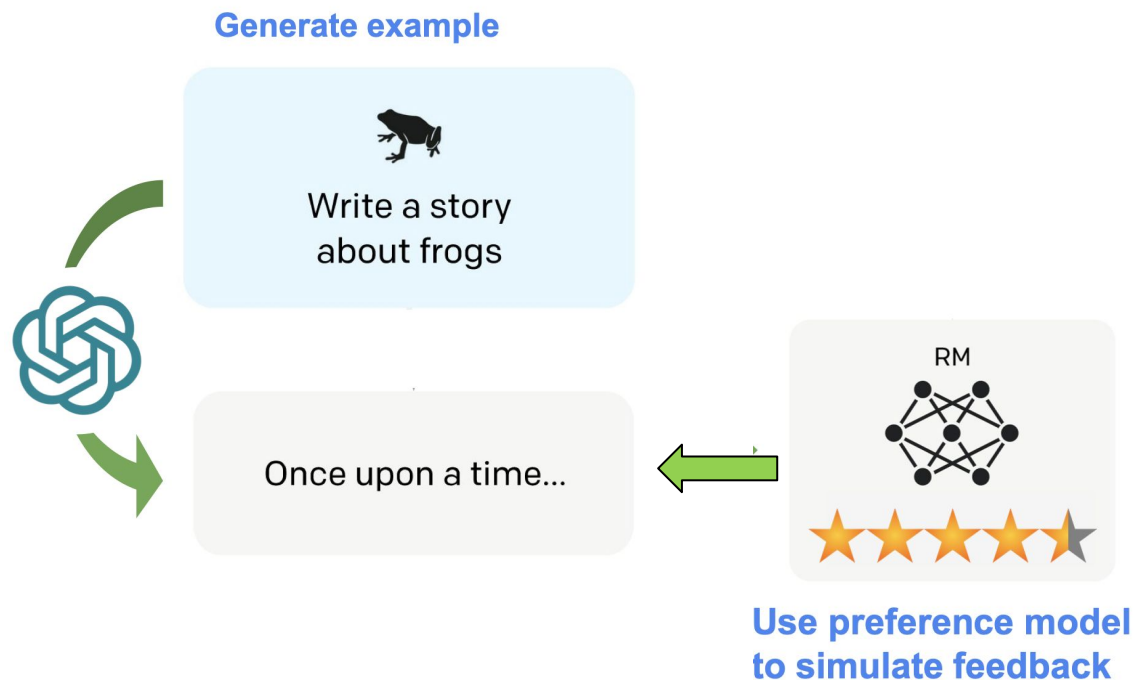 Generate example
Write a story
about frogs
Once upon a time...
RM
Use preference model
to simulate feedback